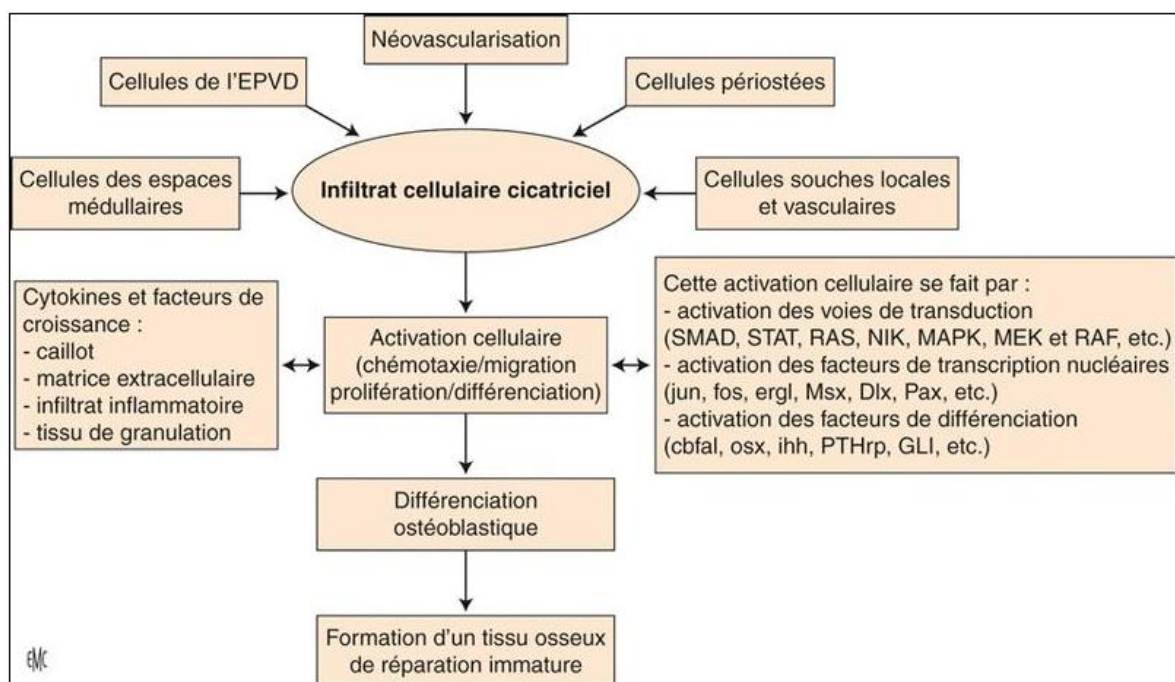 Néovascularisation
Cellules de l'EPVD
Cellules périostées
Cellules des espaces
médullaires
Infiltrat cellulaire cicatriciel
Cellules souches locales
et vasculaires
Cytokines et facteurs de
croissance :
- caillot
- matrice extracellulaire
- infiltrat inflammatoire
- tissu de granulation
Activation cellulaire
(chémotaxie/migration
prolifération/différenciation)
Cette activation cellulaire se fait par :
- activation des voies de transduction
(SMAD, STAT, RAS, NIK, MAPK, MEK et RAF, etc.)
- activation des facteurs de transcription nucléaires
(jun, fos, ergl, Msx, Dlx, Pax, etc.)
- activation des facteurs de différenciation
(cbfal, osx, ihh, PTHrp, GLI, etc.)
Différenciation
ostéoblastique
Formation d'un tissu osseux
de réparation immature
EMC